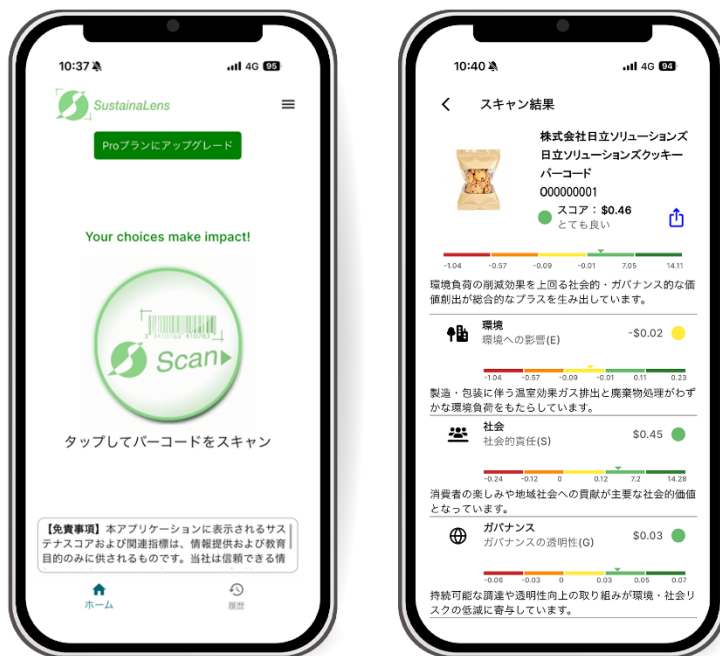 10:37
4G 95
SustainaLens
Proプランにアップグレード
Your choices make impact!
Scan
タップしてバーコードをスキャン
【免責事項】本アプリケーションに表示されるサス
テナスコアおよび関連指標は、情報提供および教育
目的のみに供されるものです。当社は信頼できる情
ホーム
履歴
10:40
4G 94
スキャン結果
株式会社日立ソリューションズ
日立ソリューションズクッキー
バーコード
000000001
スコア：$0.46
とても良い
-1.04 -0.57 -0.09 -0.01 7.05 14.11
環境負荷の削減効果を上回る社会的・ガバナンス的な価
値創出が総合的なプラスを生み出しています。
環境
環境への影響(E)
-$0.02
-1.04 -0.57 -0.09 -0.01 0.11 0.23
製造・包装に伴う温室効果ガス排出と廃棄物処理がわず
かな環境負荷をもたらしています。
社会
社会的責任(S)
$0.45
-0.24 -0.12 0 0.12 7.2 14.28
消費者の楽しみや地域社会への貢献が主要な社会的価値
となっています。
ガバナンス
ガバナンスの透明性(G)
$0.03
-0.06 -0.03 0 0.03 0.05 0.07
持続可能な調達や透明性向上の取り組みが環境・社会リ
スクの低減に寄与しています。